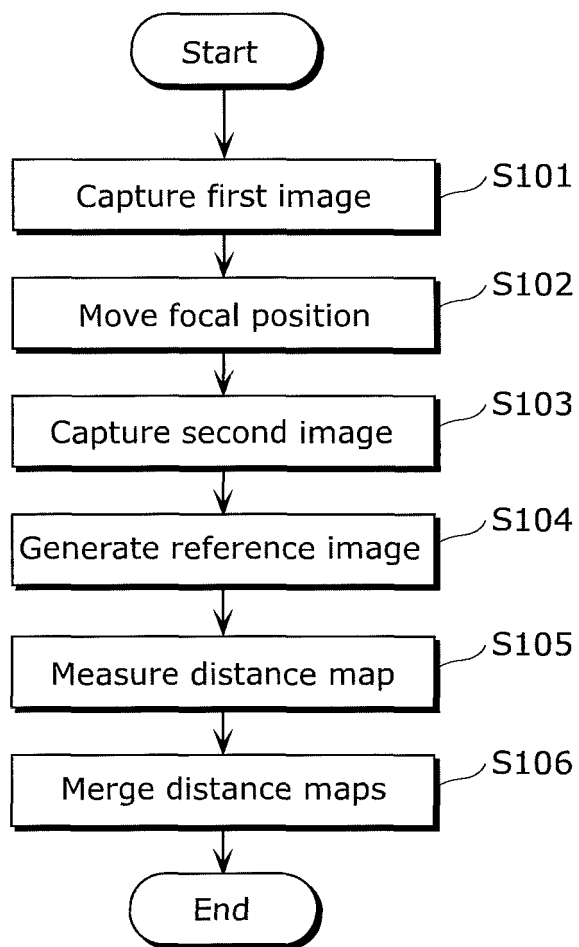 Start
Capture first image
S101
Move focal position
S102
Capture second image
S103
Generate reference image
S104
Measure distance map
S105
Merge distance maps
S106
End